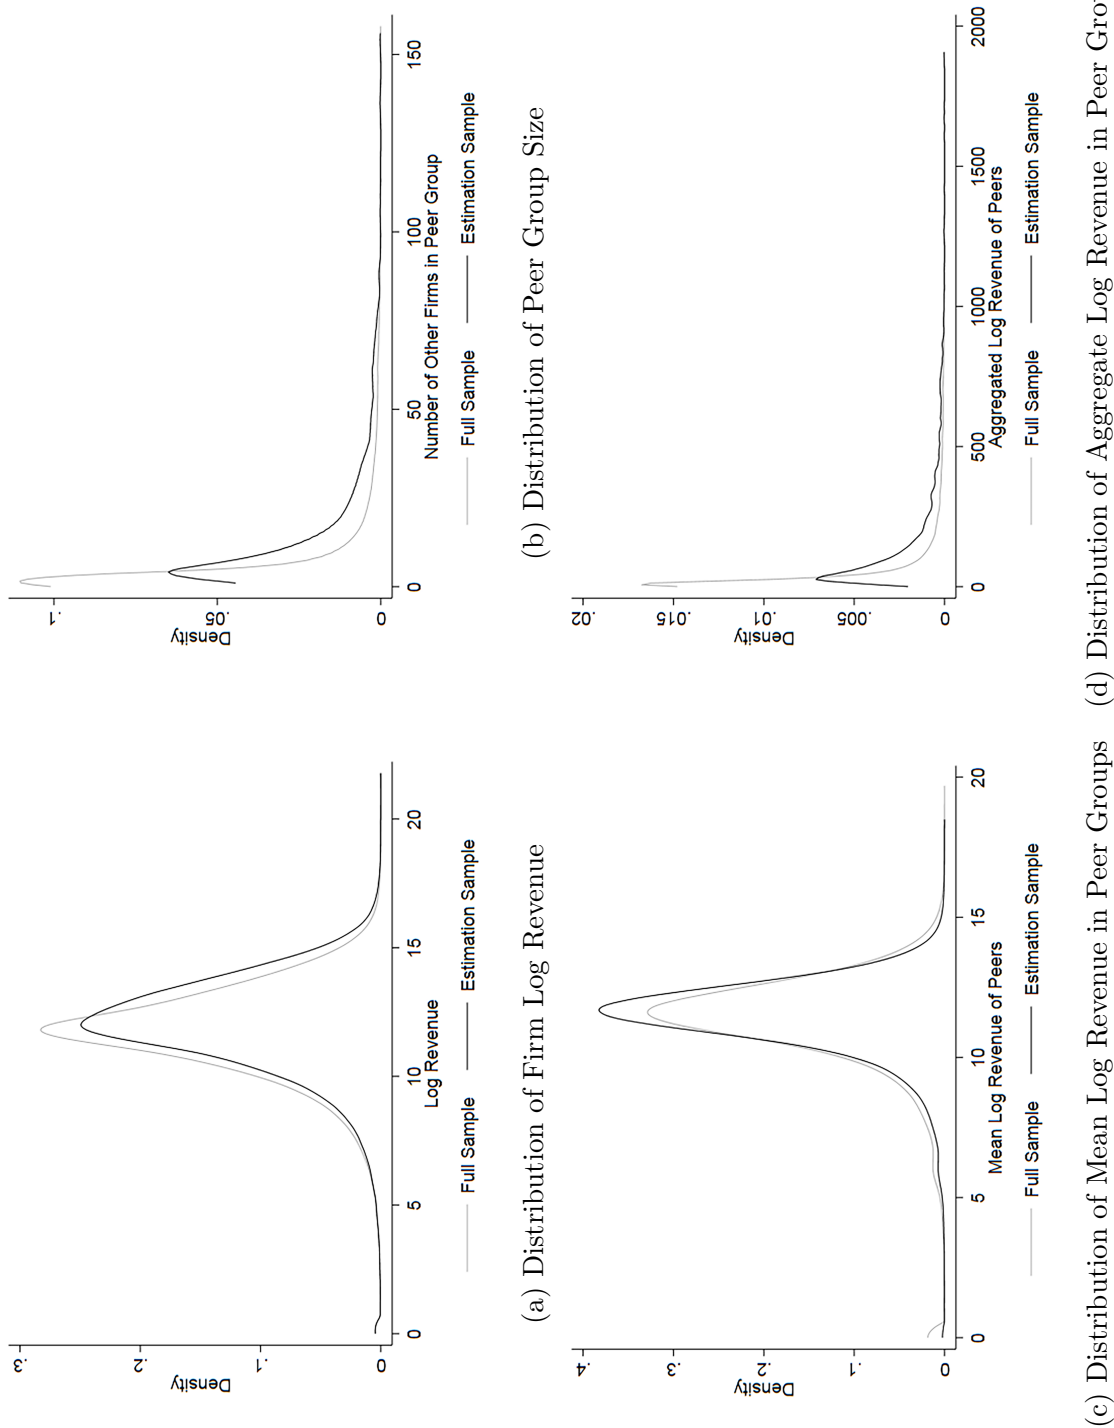 Density
.3
.2
.1
0
0 5 10 15 20
Log Revenue
Full Sample Estimation Sample
(a) Distribution of Firm Log Revenue
Density
.1
.05
0
0 50 100 150
Number of Other Firms in Peer Group
Full Sample Estimation Sample
(b) Distribution of Peer Group Size
Density
.4
.3
.2
.1
0
0 5 10 15 20
Mean Log Revenue of Peers
Full Sample Estimation Sample
(c) Distribution of Mean Log Revenue in Peer Groups
Density
.02
.015
.01
.005
0
0 500 1000 1500 2000
Aggregated Log Revenue of Peers
Full Sample Estimation Sample
(d) Distribution of Aggregate Log Revenue in Peer Gro